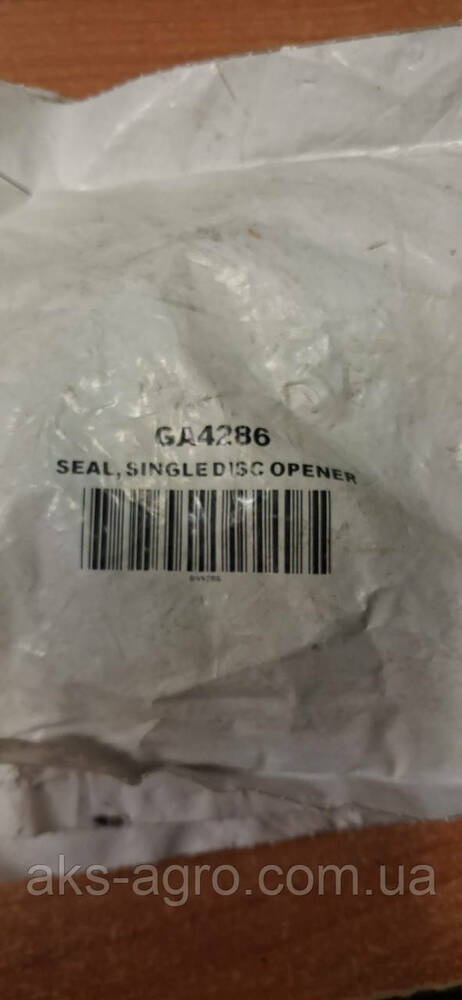 GA4286
SEAL, SINGLE DISC OPENER
aks-agro.com.ua